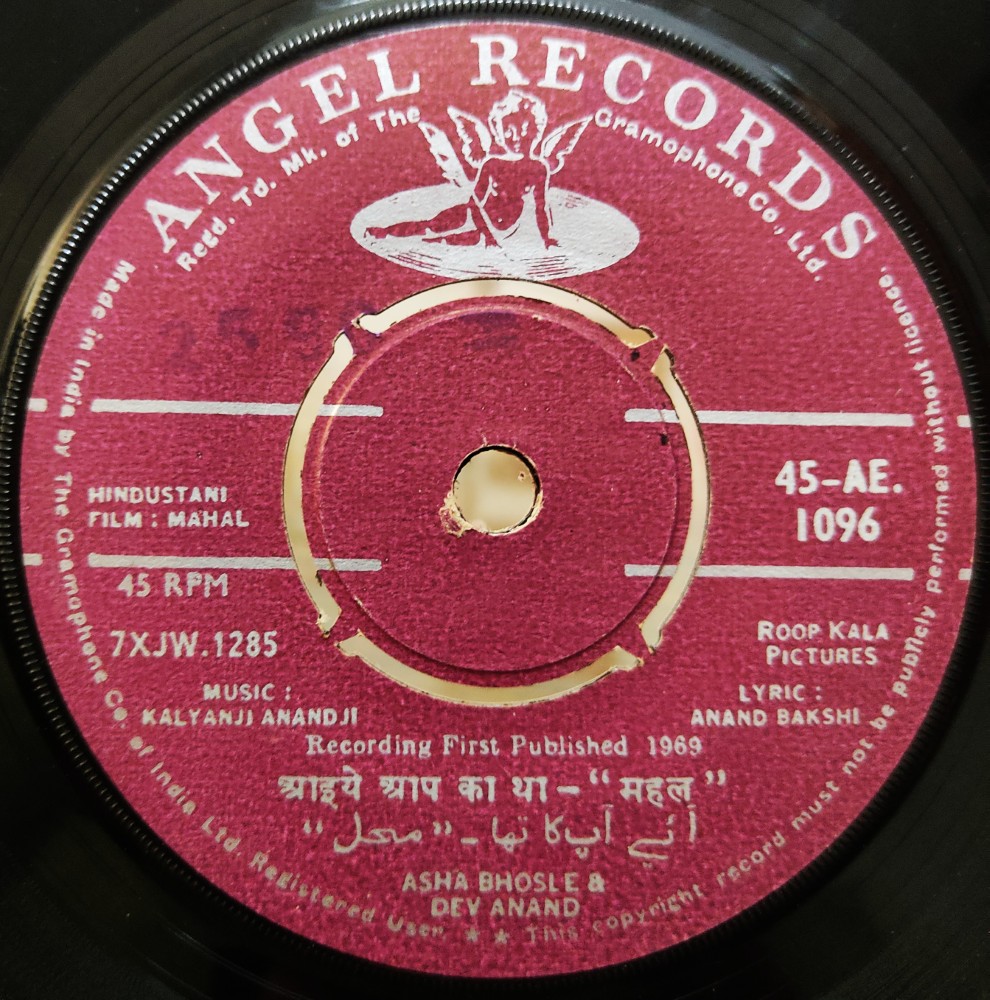 ANGEL RECORDS
Regd. Td. Mk. of The Gramophone Co., Ltd.
HINDUSTANI
FILM : MAHAL
45-AE.
1096
45 RPM
7XJW.1285
ROOP KALA
PICTURES
MUSIC :
KALYANJI ANANDJI
LYRIC :
ANAND BAKSHI
Recording First Published 1969
आइये आप का था – “महल”
آئیے آپ کا تھا - “محل”
ASHA BHOSLE &
DEV ANAND
Made in India by The Gramophone Co. of India Ltd. Registered User. ★ ★ This copyright record must not be publicly performed without licence.